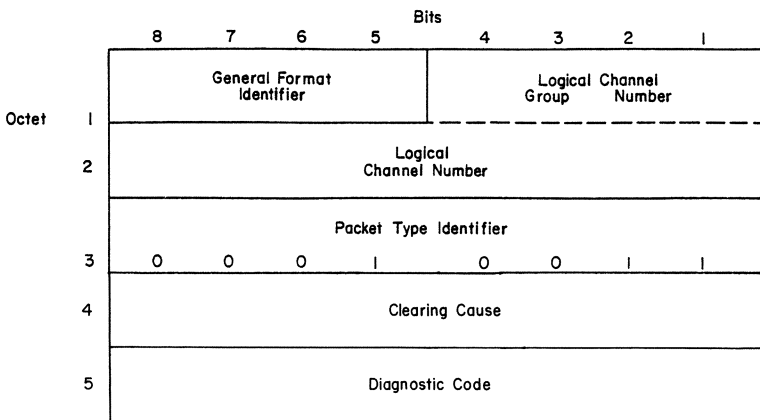 Bits
8 7 6 5 4 3 2 1
General Format
Identifier
Logical Channel
Group Number
Octet 1
Logical
Channel Number
2
Packet Type Identifier
3 0 0 0 1 0 0 1 1
4 Clearing Cause
5 Diagnostic Code